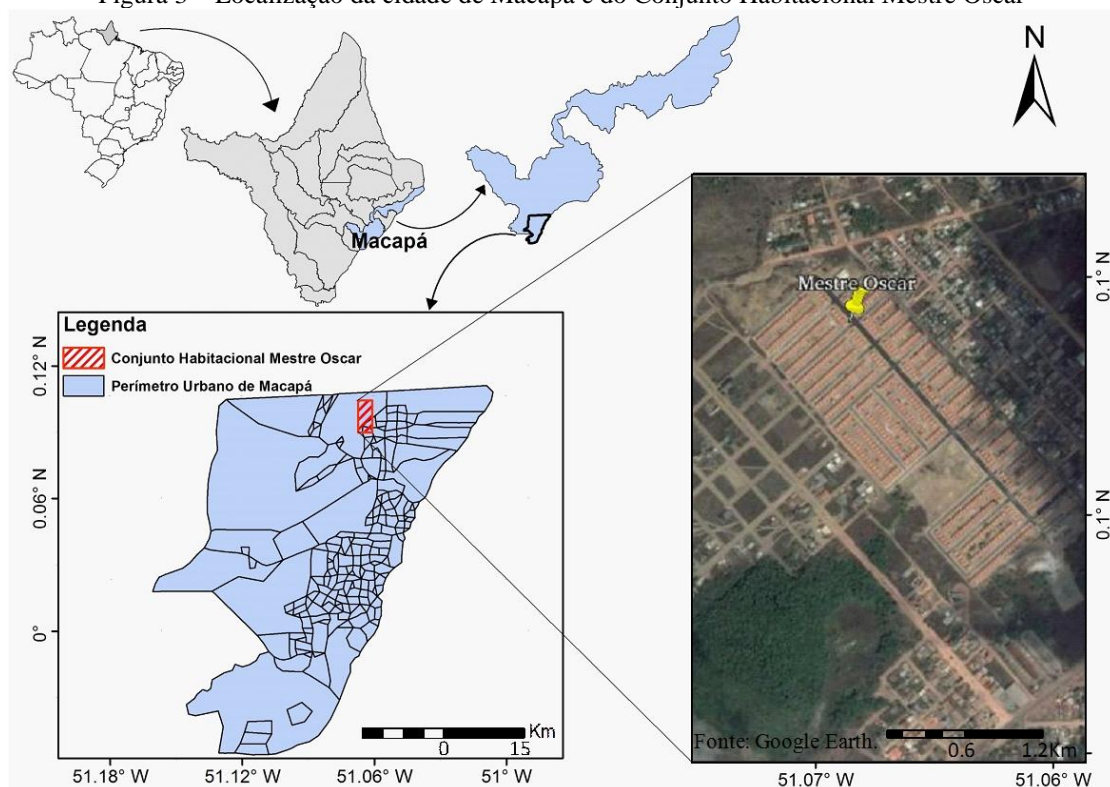 Figura 3 – Localização da cidade de Macapá e do Conjunto Habitacional Mestre Oscar
N
Macapá
Legenda
Conjunto Habitacional Mestre Oscar
Perímetro Urbano de Macapá
0.12° N
0.06° N
0°
0 15 Km
51.18° W 51.12° W 51.06° W 51° W
Mestre Oscar
0.1° N
0.1° N
Fonte: Google Earth.
0.6 1.2Km
51.07° W 51.06° W